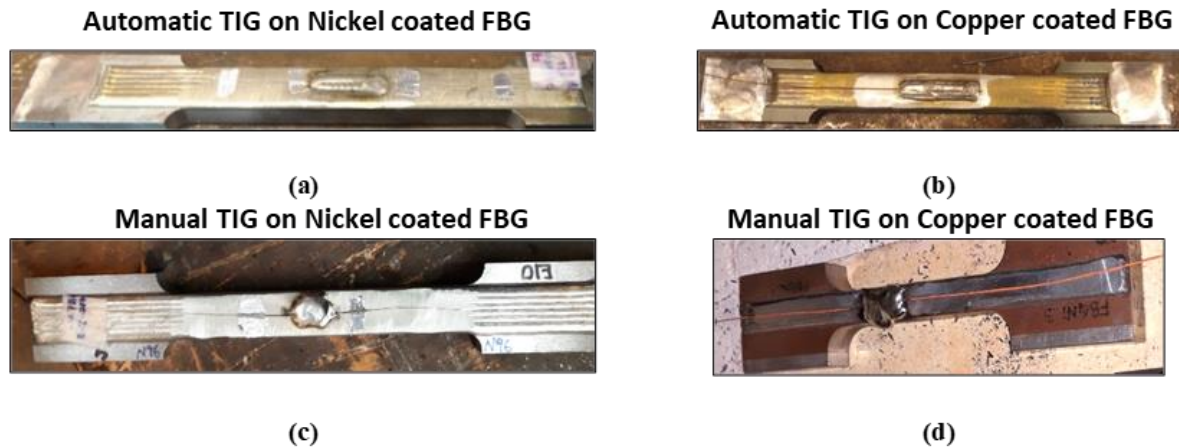 Automatic TIG on Nickel coated FBG
Automatic TIG on Copper coated FBG
(a)
(b)
Manual TIG on Nickel coated FBG
Manual TIG on Copper coated FBG
E10
N96
(c)
(d)